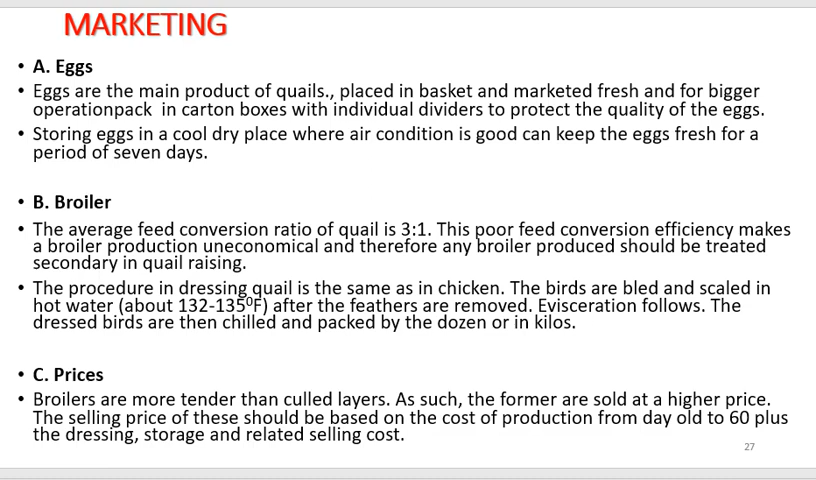 MARKETING
• A. Eggs
• Eggs are the main product of quails., placed in basket and marketed fresh and for bigger
operationpack in carton boxes with individual dividers to protect the quality of the eggs.
• Storing eggs in a cool dry place where air condition is good can keep the eggs fresh for a
period of seven days.
• B. Broiler
• The average feed conversion ratio of quail is 3:1. This poor feed conversion efficiency makes
a broiler production uneconomical and therefore any broiler produced should be treated
secondary in quail raising.
• The procedure in dressing quail is the same as in chicken. The birds are bled and scaled in
hot water (about 132-135⁰F) after the feathers are removed. Evisceration follows. The
dressed birds are then chilled and packed by the dozen or in kilos.
• C. Prices
• Broilers are more tender than culled layers. As such, the former are sold at a higher price.
The selling price of these should be based on the cost of production from day old to 60 plus
the dressing, storage and related selling cost.
27